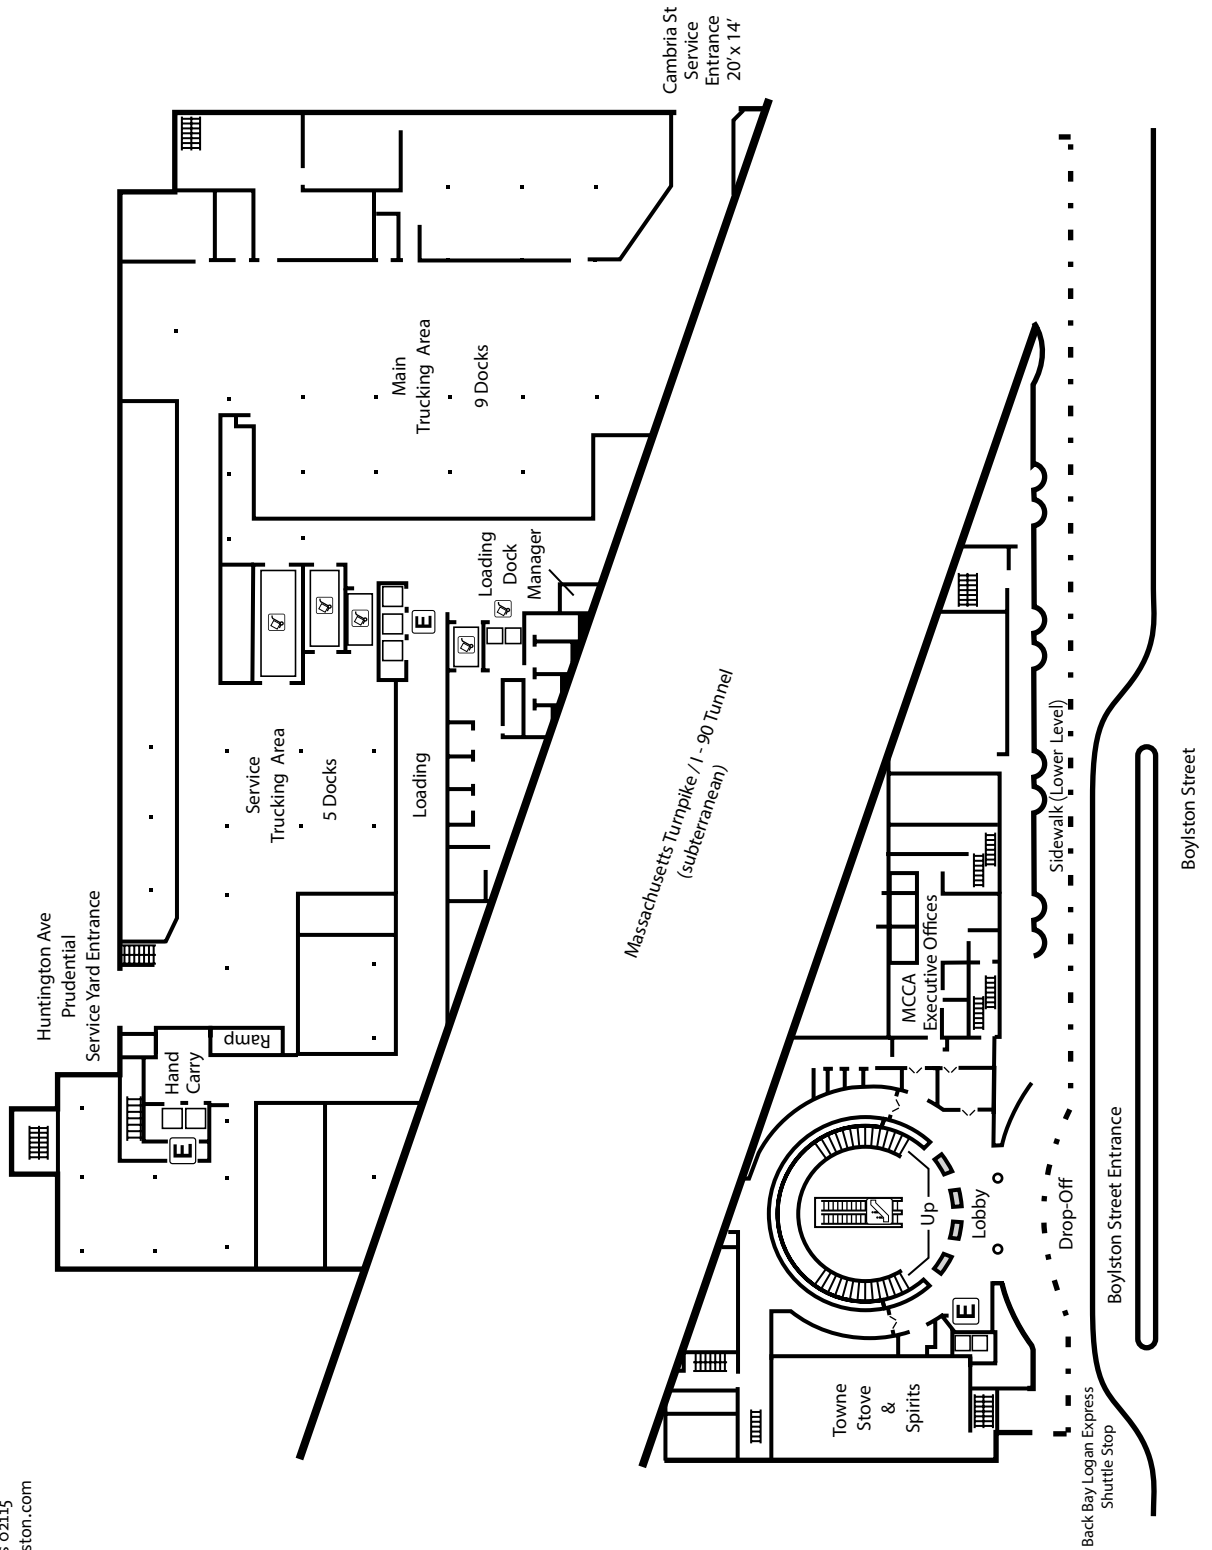 Cambria St
Service
Entrance
20' x 14'
Main
Trucking Area
9 Docks
Loading
Dock
Manager
E
Service
Trucking Area
5 Docks
Loading
Huntington Ave
Prudential
Service Yard Entrance
Ramp
Hand
Carry
E
Massachusetts Turnpike / I - 90 Tunnel
(subterranean)
MCCA
Executive Offices
Sidewalk (Lower Level)
Boylston Street
Up
Lobby
Drop-Off
Boylston Street Entrance
E
Towne
Stove
&
Spirits
Back Bay Logan Express
Shuttle Stop
02115
ston.com